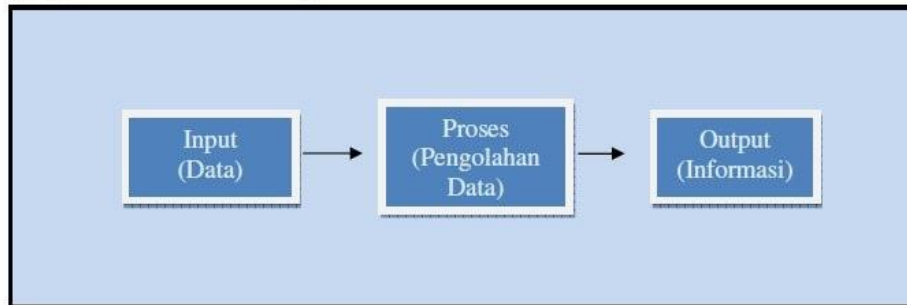 Input
(Data)
Proses
(Pengolahan
Data)
Output
(Informasi)